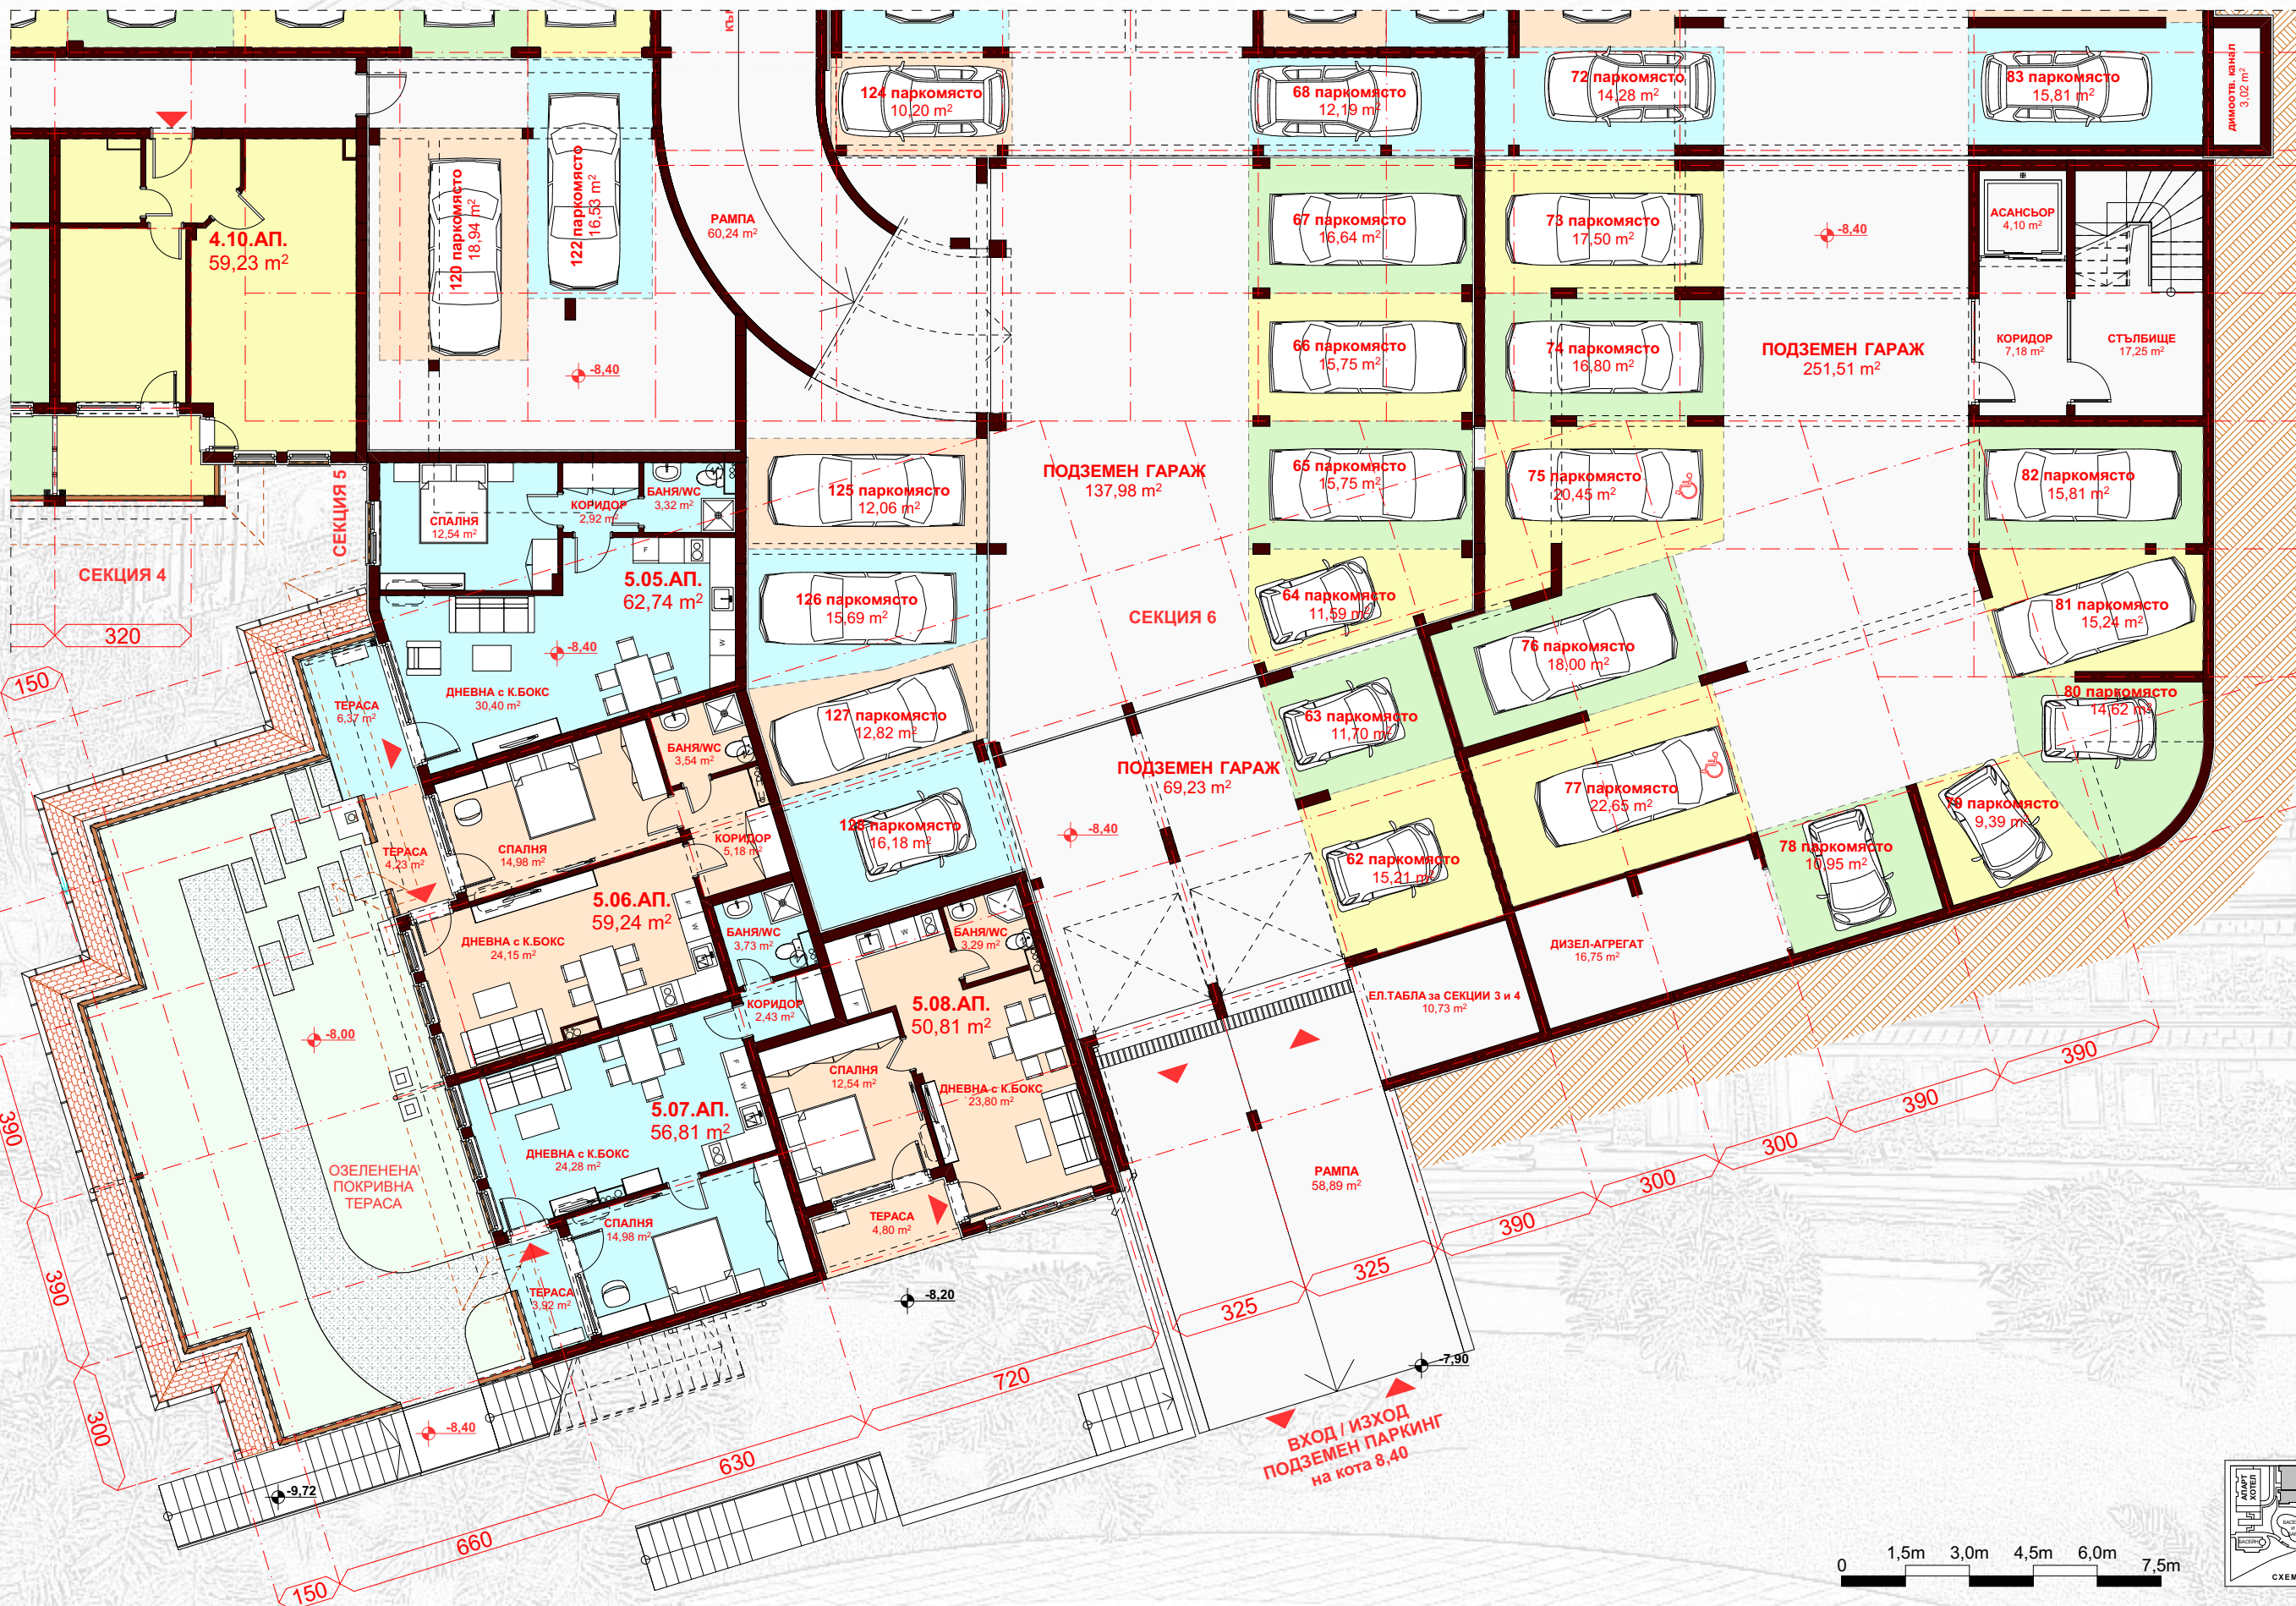 124 паркомясто
10,20 m²
68 паркомясто
12,19 m²
72 паркомясто
14,28 m²
83 паркомясто
15,81 m²
димоотв. канал
3,02 m²
120 паркомясто
18,94 m²
122 паркомясто
16,53 m²
РАМПА
60,24 m²
67 паркомясто
16,64 m²
73 паркомясто
17,50 m²
-8,40
АСАНСЬОР
4,10 m²
4.10.АП.
59,23 m²
66 паркомясто
15,75 m²
74 паркомясто
16,80 m²
ПОДЗЕМЕН ГАРАЖ
251,51 m²
КОРИДОР
7,18 m²
СТЪЛБИЩЕ
17,25 m²
-8,40
СЕКЦИЯ 5
СПАЛНЯ
12,54 m²
КОРИДОР
2,92 m²
БАНЯ/WC
3,32 m²
125 паркомясто
12,06 m²
ПОДЗЕМЕН ГАРАЖ
137,98 m²
65 паркомясто
15,75 m²
75 паркомясто
20,45 m²
82 паркомясто
15,81 m²
СЕКЦИЯ 4
320
150
F
5.05.АП.
62,74 m²
W
-8,40
126 паркомясто
15,69 m²
СЕКЦИЯ 6
64 паркомясто
11,59 m²
76 паркомясто
18,00 m²
81 паркомясто
15,24 m²
ТЕРАСА
6,37 m²
ДНЕВНА с К.БОКС
30,40 m²
127 паркомясто
12,82 m²
63 паркомясто
11,70 m²
80 паркомясто
14,62 m²
БАНЯ/WC
3,54 m²
ПОДЗЕМЕН ГАРАЖ
69,23 m²
77 паркомясто
22,65 m²
79 паркомясто
9,39 m²
ТЕРАСА
4,23 m²
СПАЛНЯ
14,98 m²
КОРИДОР
5,18 m²
128 паркомясто
16,18 m²
-8,40
62 паркомясто
15,21 m²
78 паркомясто
10,95 m²
5.06.АП.
59,24 m²
F
W
ДНЕВНА с К.БОКС
24,15 m²
БАНЯ/WC
3,73 m²
W
БАНЯ/WC
3,29 m²
ДИЗЕЛ-АГРЕГАТ
16,75 m²
-8,00
КОРИДОР
2,43 m²
F
5.08.АП.
50,81 m²
ЕЛ.ТАБЛА за СЕКЦИИ 3 и 4
10,73 m²
СПАЛНЯ
12,54 m²
ДНЕВНА с К.БОКС
23,80 m²
F
W
5.07.АП.
56,81 m²
ДНЕВНА с К.БОКС
24,28 m²
ОЗЕЛЕНЕНА
ПОКРИВНА
ТЕРАСА
СПАЛНЯ
14,98 m²
ТЕРАСА
4,80 m²
РАМПА
58,89 m²
ТЕРАСА
3,92 m²
-8,20
-7,90
390
390
300
390
300
300
390
390
325
325
720
630
660
150
-8,40
-9,72
ВХОД / ИЗХОД
ПОДЗЕМЕН ПАРКИНГ
на кота 8,40
0 1,5m 3,0m 4,5m 6,0m 7,5m
АПАРТ
ХОТЕЛ
БАСЕЙН